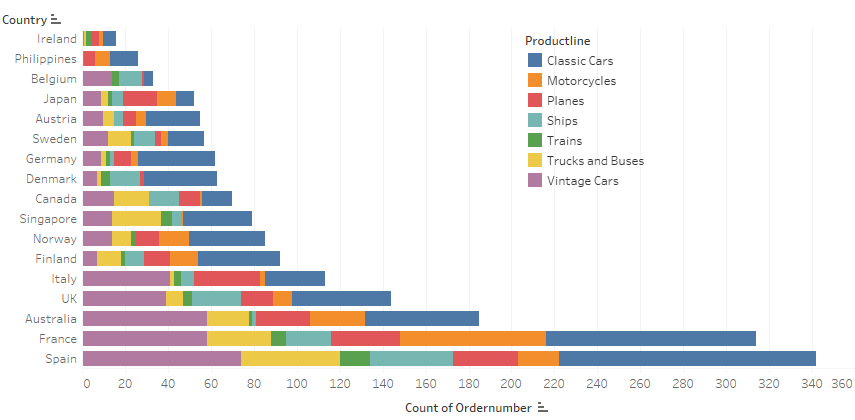 Country
Ireland
Philippines
Belgium
Japan
Austria
Sweden
Germany
Denmark
Canada
Singapore
Norway
Finland
Italy
UK
Australia
France
Spain
Productline
Classic Cars
Motorcycles
Planes
Ships
Trains
Trucks and Buses
Vintage Cars
0 20 40 60 80 100 120 140 160 180 200 220 240 260 280 300 320 340 360
Count of Ordernumber